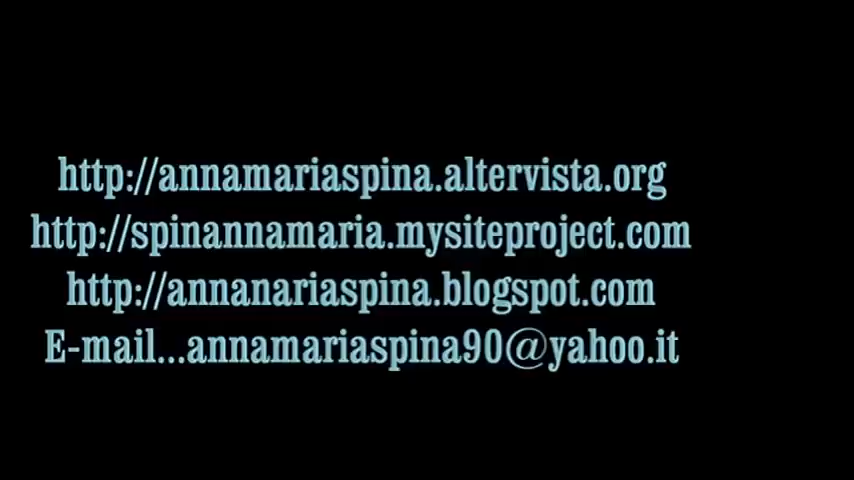 http://annamariaspina.altervista.org
http://spinannamaria.mysiteproject.com
http://annanariaspina.blogspot.com
E-mail...annamariaspina90@yahoo.it